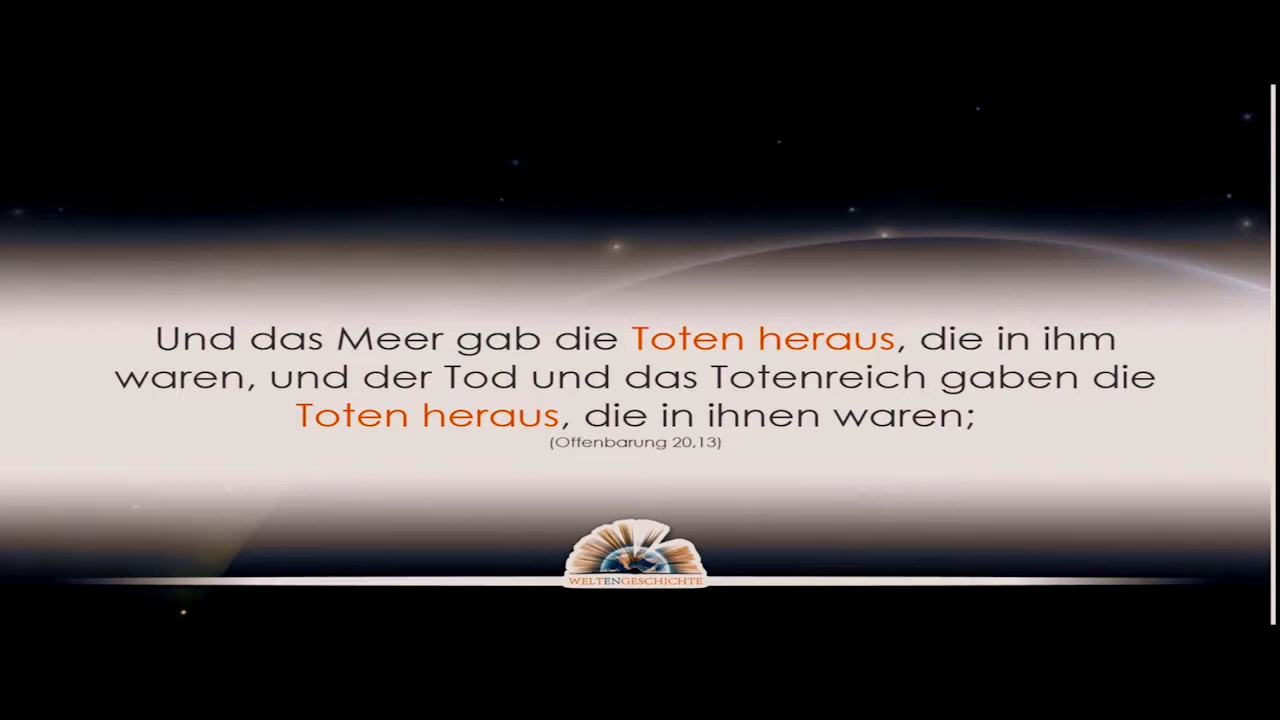 Und das Meer gab die Toten heraus, die in ihm
waren, und der Tod und das Totenreich gaben die
Toten heraus, die in ihnen waren;
(Offenbarung 20,13)
WELTENGESCHICHTE